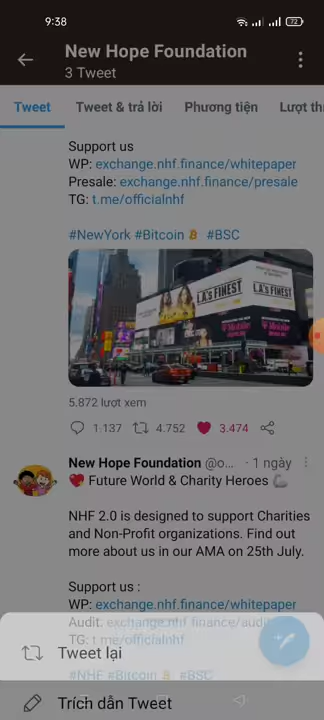 9:38
72
New Hope Foundation
3 Tweet
Tweet
Tweet & trả lời
Phương tiện
Lượt th
Support us
WP: exchange.nhf.finance/whitepaper
Presale: exchange.nhf.finance/presale
TG: t.me/officialnhf
#NewYork #Bitcoin #BSC
L.A.'S FINEST
L.A.'S FINEST
T Mobile
5.872 lượt xem
1.137
4.752
3.474
New Hope Foundation @o... · 1 ngày
❤️ Future World & Charity Heroes 🦾
NHF 2.0 is designed to support Charities
and Non-Profit organizations. Find out
more about us in our AMA on 25th July.
Support us :
WP: exchange.nhf.finance/whitepaper
Audit. exchange.nhf.finance/audit
TG: t.me/officialnhf
#NHF #Bitcoin #BSC
Tweet lại
Trích dẫn Tweet